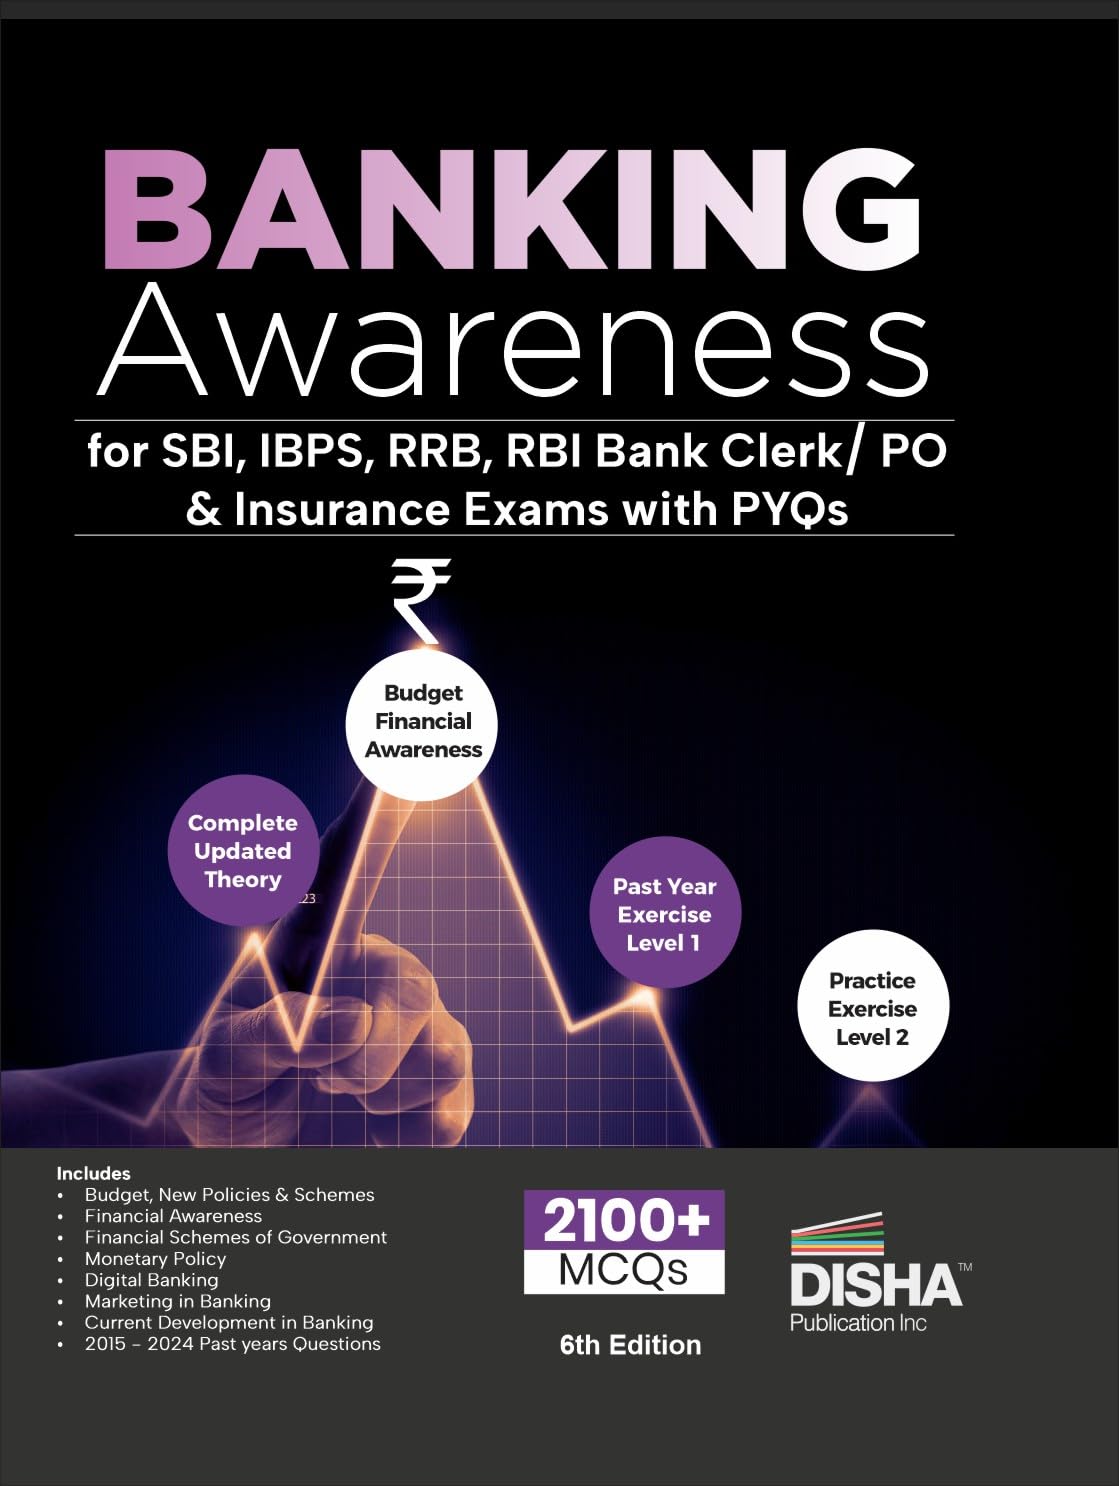 BANKING
Awareness
for SBI, IBPS, RRB, RBI Bank Clerk/ PO
& Insurance Exams with PYQs
₹
Budget
Financial
Awareness
Complete
Updated
Theory
.23
Past Year
Exercise
Level 1
Practice
Exercise
Level 2
Includes
• Budget, New Policies & Schemes
• Financial Awareness
• Financial Schemes of Government
• Monetary Policy
• Digital Banking
• Marketing in Banking
• Current Development in Banking
• 2015 – 2024 Past years Questions
2100+
MCQs
6th Edition
DISHA™
Publication Inc